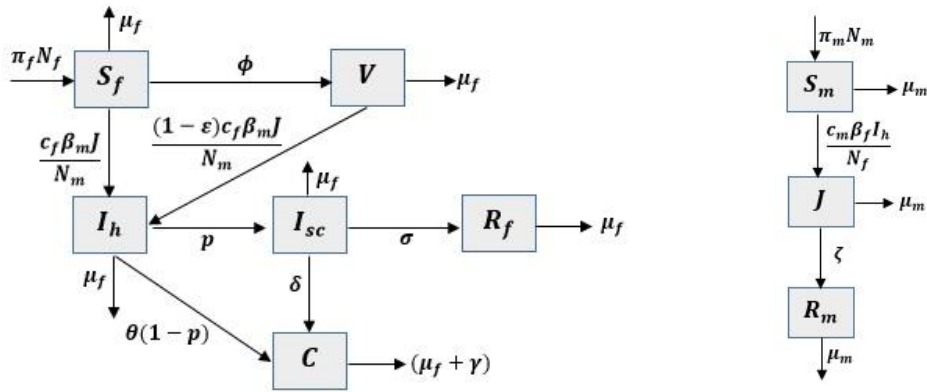 μ_f
π_f N_f
S_f
ϕ
V
μ_f
c_f β_m J / N_m
(1 - ε)c_f β_m J / N_m
μ_f
I_h
p
I_sc
σ
R_f
μ_f
μ_f
δ
θ(1 - p)
C
(μ_f + γ)
π_m N_m
S_m
μ_m
c_m β_f I_h / N_f
J
μ_m
ζ
R_m
μ_m